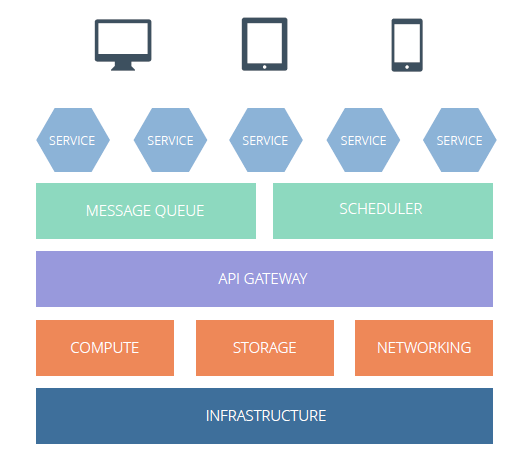 SERVICE
SERVICE
SERVICE
SERVICE
SERVICE
MESSAGE QUEUE
SCHEDULER
API GATEWAY
COMPUTE
STORAGE
NETWORKING
INFRASTRUCTURE